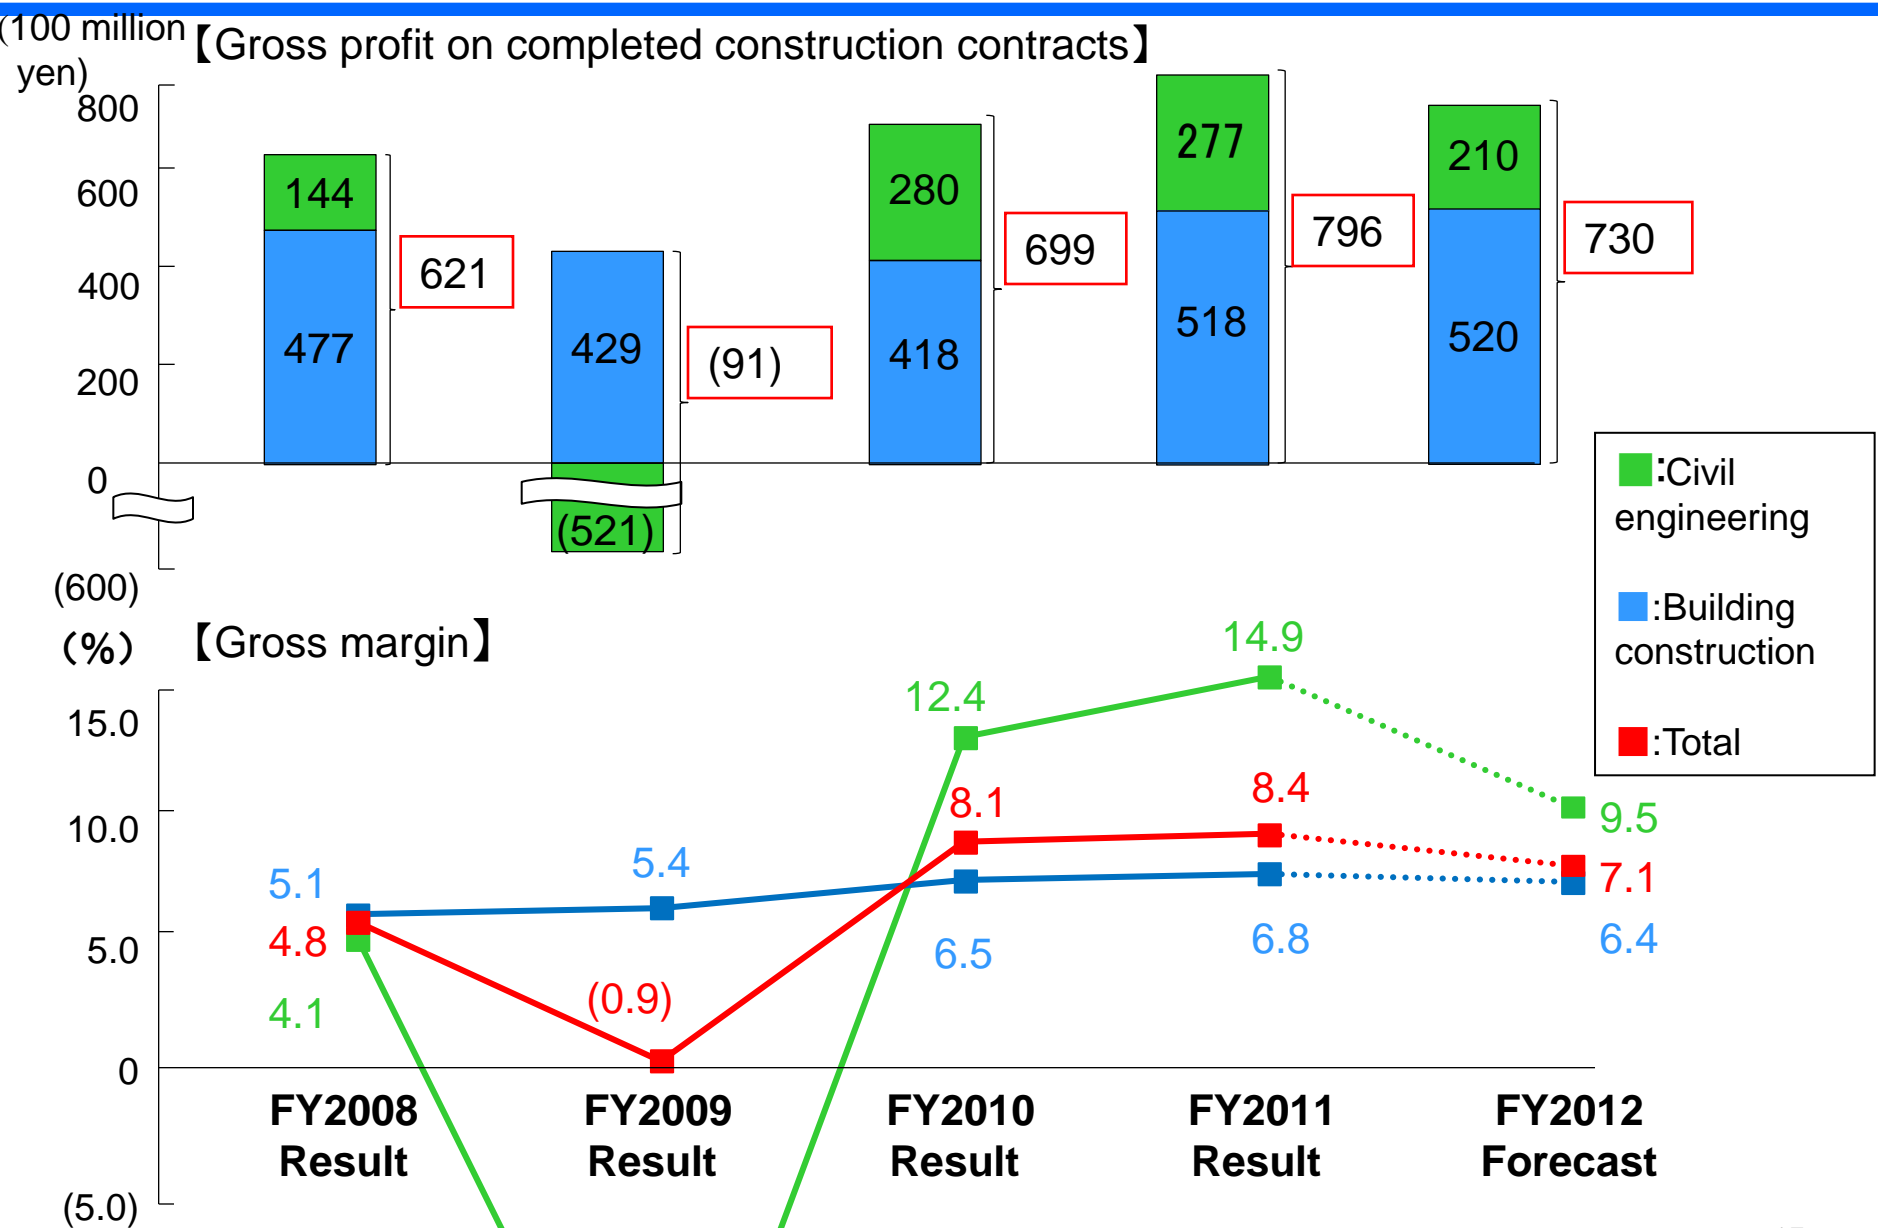 (100 million
yen)
【Gross profit on completed construction contracts】
800
600
400
200
0
(600)
144
477
621
429
(521)
(91)
280
418
699
277
518
796
210
520
730
:Civil
engineering
:Building
construction
:Total
(%)
【Gross margin】
15.0
10.0
5.0
0
(5.0)
5.1
4.8
4.1
5.4
(0.9)
12.4
8.1
6.5
14.9
8.4
6.8
9.5
7.1
6.4
FY2008
Result
FY2009
Result
FY2010
Result
FY2011
Result
FY2012
Forecast